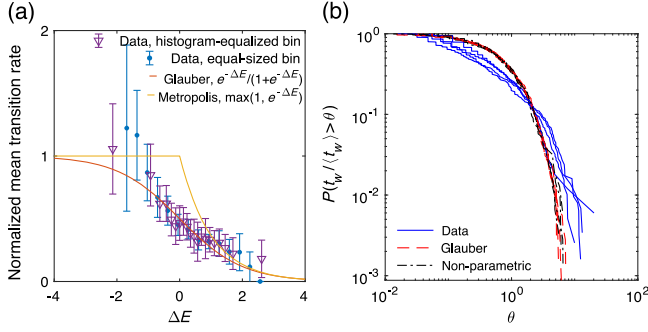 (a)
Data, histogram-equalized bin
Data, equal-sized bin
Glauber, e^-ΔE/(1+e^-ΔE)
Metropolis, max(1, e^-ΔE)
Normalized mean transition rate
2
1
0
-4
-2
0
2
4
ΔE
(b)
P(t_w/⟨t_w⟩>θ)
10^0
10^-1
10^-2
10^-3
Data
Glauber
Non-parametric
10^-2
10^0
10^2
θ